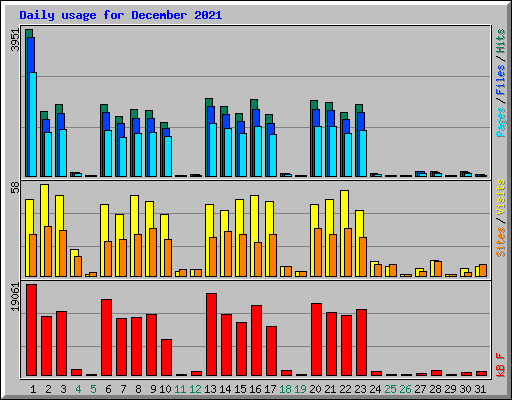 Daily usage for December 2021
3951
58
19061
Pages / Files / Hits
Sites / Visits
kB F
1 2 3 4 5 6 7 8 9 10 11 12 13 14 15 16 17 18 19 20 21 22 23 24 25 26 27 28 29 30 31